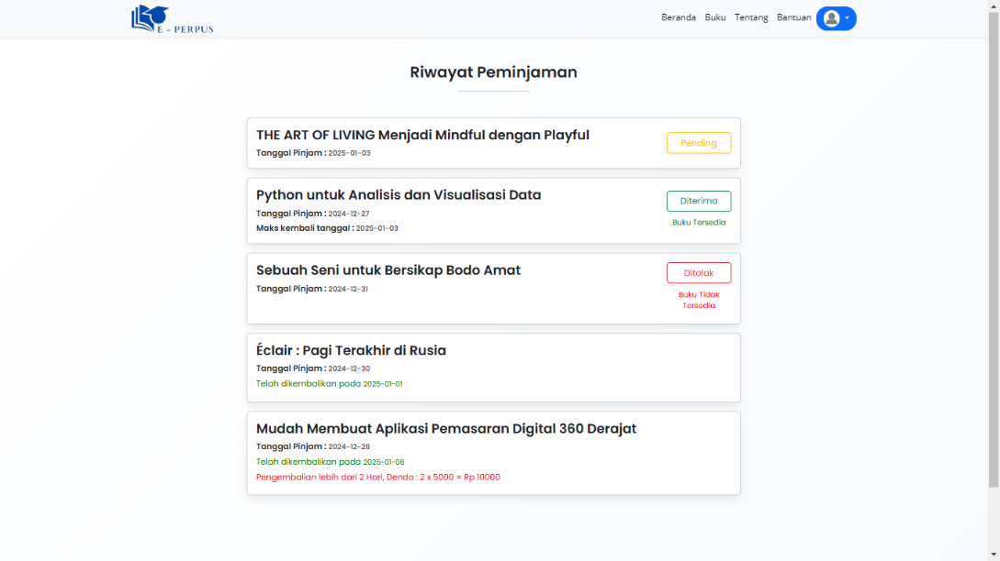 E - PERPUS
Beranda Buku Tentang Bantuan
Riwayat Peminjaman
THE ART OF LIVING Menjadi Mindful dengan Playful
Tanggal Pinjam : 2025-01-03
Pending
Python untuk Analisis dan Visualisasi Data
Tanggal Pinjam : 2024-12-27
Maks kembali tanggal : 2025-01-03
Diterima
Buku Tersedia
Sebuah Seni untuk Bersikap Bodo Amat
Tanggal Pinjam : 2024-12-31
Ditolak
Buku Tidak
Tersedia
Éclair : Pagi Terakhir di Rusia
Tanggal Pinjam : 2024-12-30
Telah dikembalikan pada 2025-01-01
Mudah Membuat Aplikasi Pemasaran Digital 360 Derajat
Tanggal Pinjam : 2024-12-28
Telah dikembalikan pada 2025-01-06
Pengembalian lebih dari 2 Hari, Denda : 2 x 5000 = Rp 10000